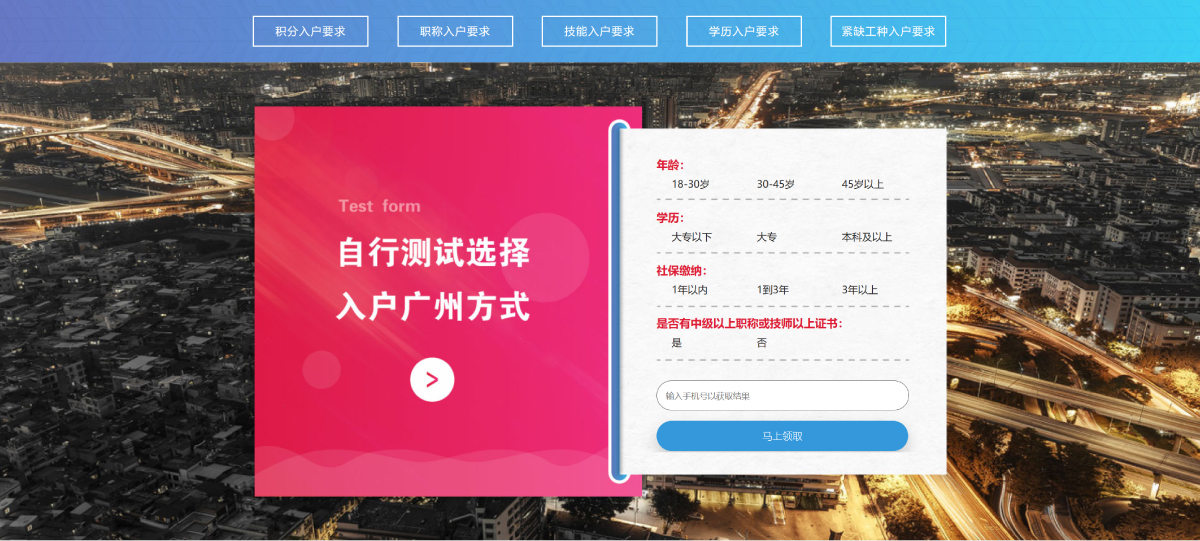 积分入户要求
职称入户要求
技能入户要求
学历入户要求
紧缺工种入户要求
Test form
自行测试选择
入户广州方式
年龄：
18-30岁 30-45岁 45岁以上
学历：
大专以下 大专 本科及以上
社保缴纳：
1年以内 1到3年 3年以上
是否有中级以上职称或技师以上证书：
是 否
输入手机号以获取结果
马上领取